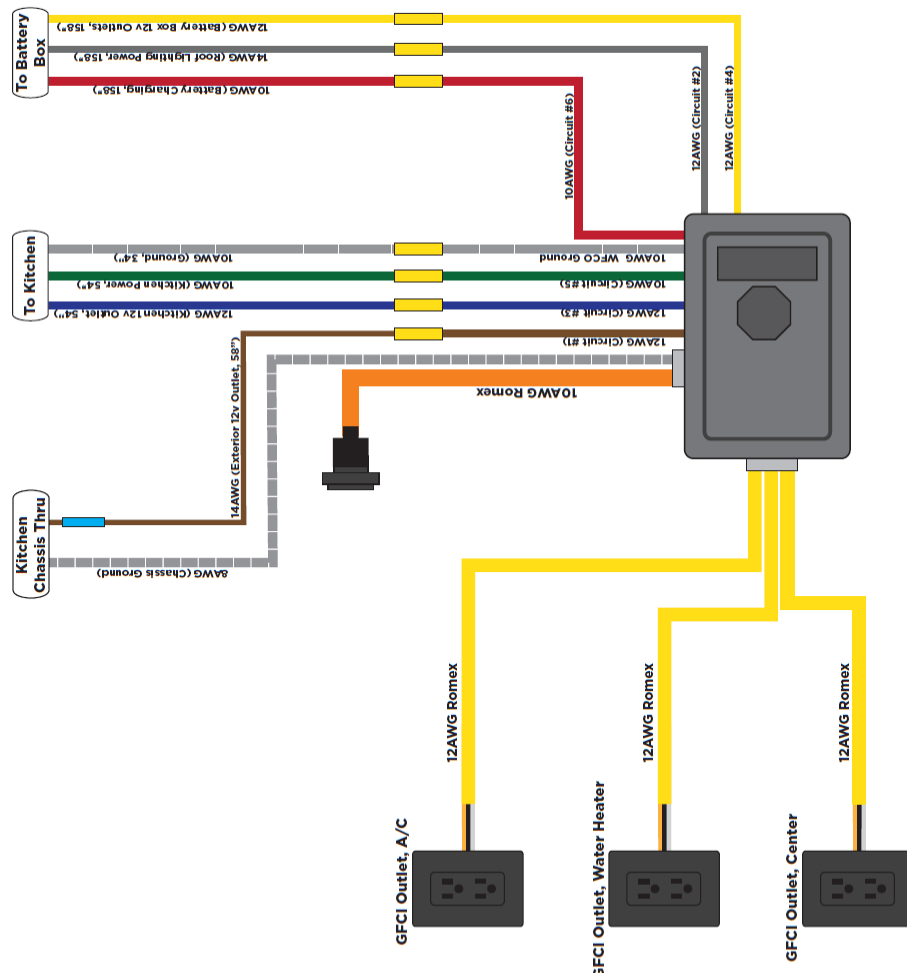 To Battery
Box
12AWG (Battery Box 12v Outlets, 158")
14AWG (Roof Lighting Power, 158")
10AWG (Battery Charging, 158")
10AWG (Circuit #6)
12AWG (Circuit #2)
12AWG (Circuit #4)
To Kitchen
10AWG (Ground, 34")
10AWG WFCO Ground
10AWG (Kitchen Power, 54")
10AWG (Circuit #5)
12AWG (Kitchen 12v Outlet, 54")
12AWG (Circuit #3)
12AWG (Circuit #1)
14AWG (Exterior 12v Outlet, 58")
10AWG Romex
Kitchen
Chassis Thru
8AWG (Chassis Ground)
12AWG Romex
12AWG Romex
12AWG Romex
GFCI Outlet, A/C
GFCI Outlet, Water Heater
GFCI Outlet, Center